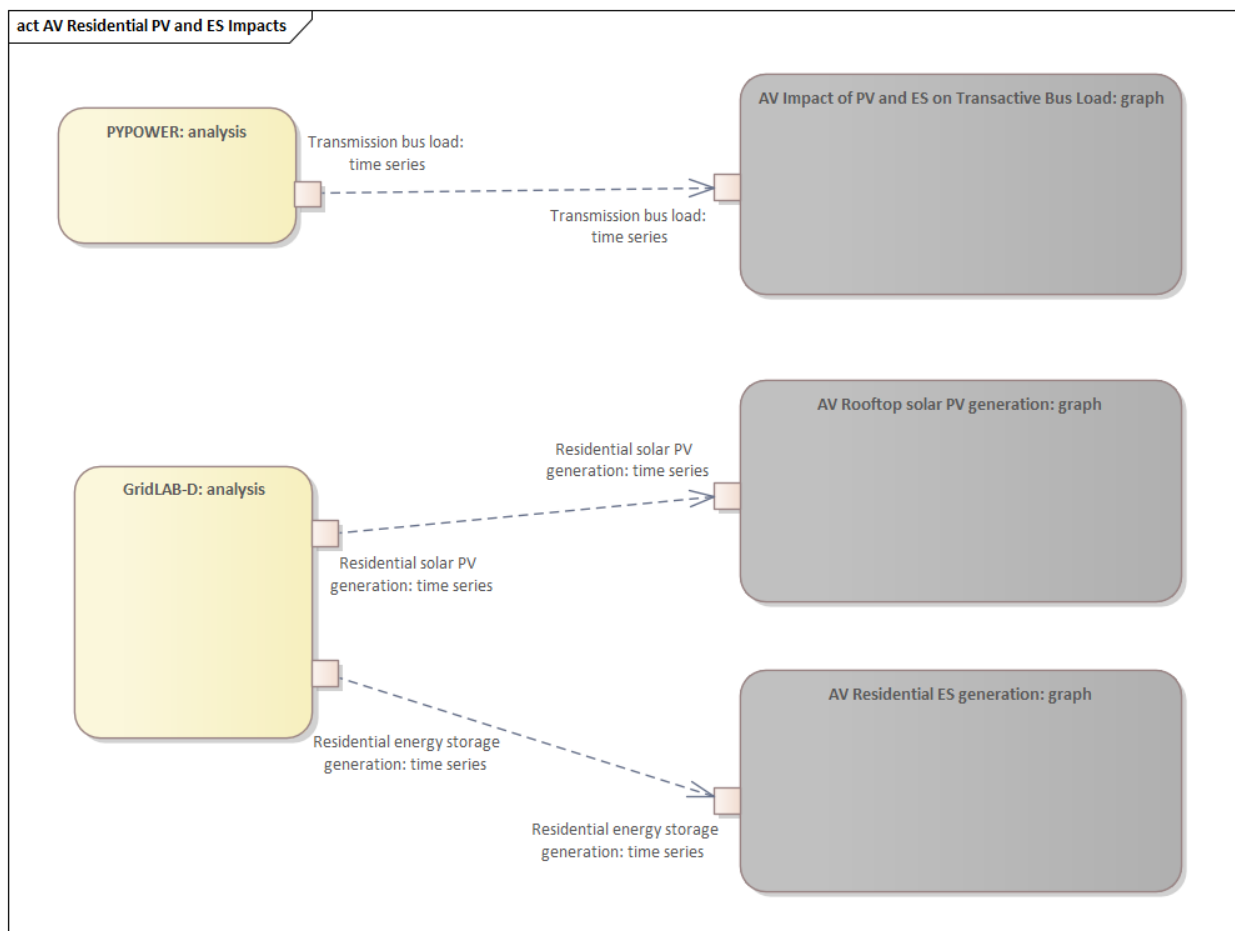 act AV Residential PV and ES Impacts
AV Impact of PV and ES on Transactive Bus Load: graph
PYPOWER: analysis
Transmission bus load:
time series
Transmission bus load:
time series
AV Rooftop solar PV generation: graph
Residential solar PV
generation: time series
GridLAB-D: analysis
Residential solar PV
generation: time series
AV Residential ES generation: graph
Residential energy storage
generation: time series
Residential energy storage
generation: time series